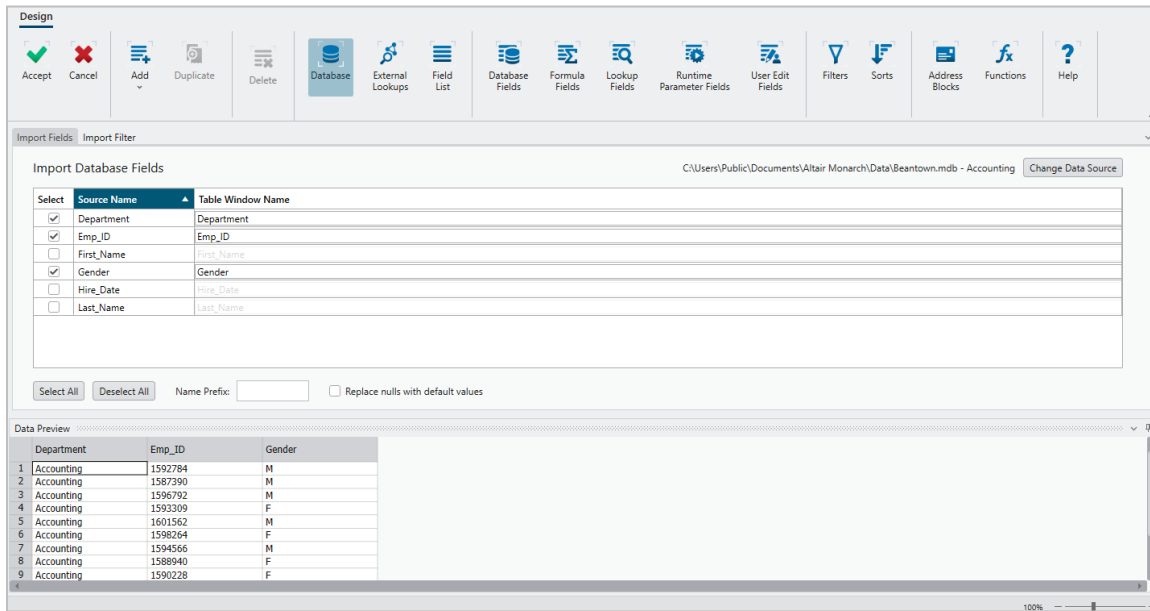 Design
Accept Cancel Add Duplicate Delete Database External Lookups Field List Database Fields Formula Fields Lookup Fields Runtime Parameter Fields User Edit Fields Filters Sorts Address Blocks Functions Help
Import Fields Import Filter
Import Database Fields C:\Users\Public\Documents\Altair Monarch\Data\Beantown.mdb - Accounting Change Data Source
Select Source Name Table Window Name
Department Department
Emp_ID Emp_ID
First_Name First_Name
Gender Gender
Hire_Date Hire_Date
Last_Name Last_Name
Select All Deselect All Name Prefix: Replace nulls with default values
Data Preview
Department Emp_ID Gender
1 Accounting 1592784 M
2 Accounting 1587390 M
3 Accounting 1596792 M
4 Accounting 1593309 F
5 Accounting 1601562 M
6 Accounting 1598264 F
7 Accounting 1594566 M
8 Accounting 1588940 F
9 Accounting 1590228 F
100%